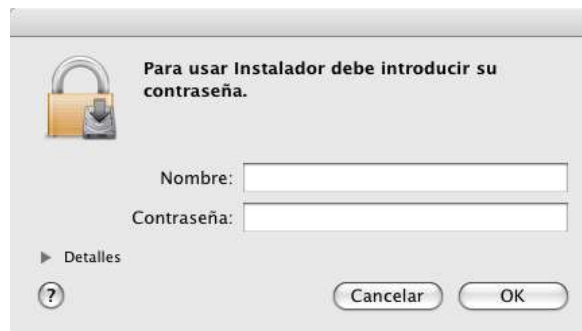 Para usar Instalador debe introducir su
contraseña.
Nombre:
Contraseña:
Detalles
?
Cancelar
OK